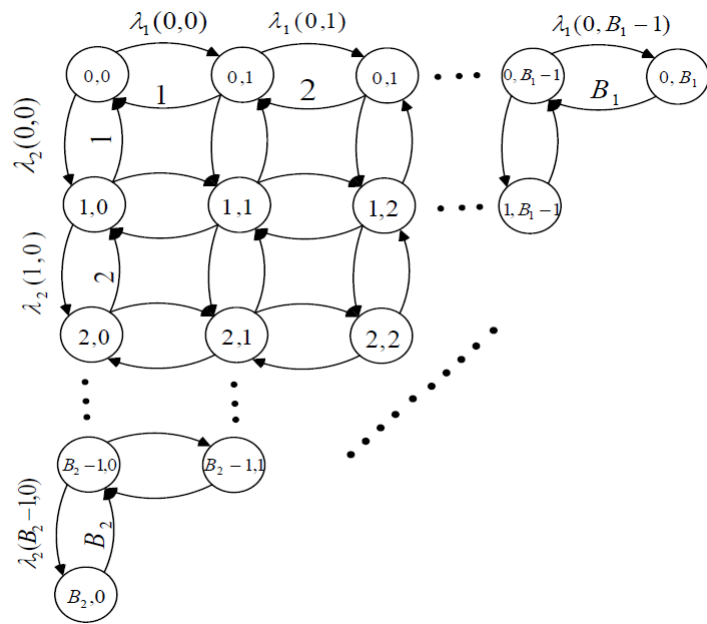 λ₁(0,0) λ₁(0,1) λ₁(0,B₁−1)
0,0 1 0,1 2 0,1 0,B₁−1 B₁ 0,B₁
λ₂(0,0) 1
1,0 1,1 1,2 1,B₁−1
λ₂(1,0) 2
2,0 2,1 2,2
B₂−1,0 B₂−1,1
λ₂(B₂−1,0) B₂
B₂,0